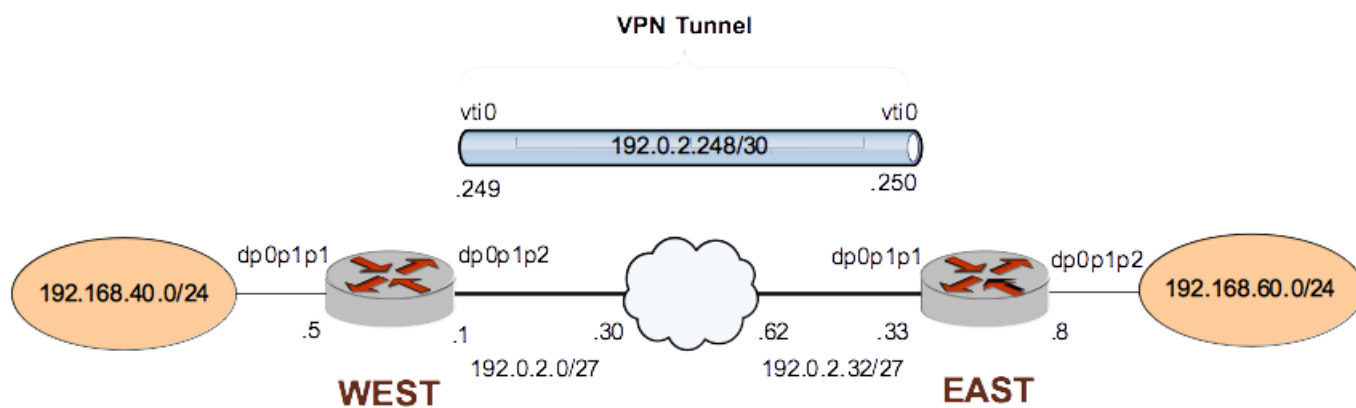 VPN Tunnel
vti0 vti0
192.0.2.248/30
.249 .250
dp0p1p1 dp0p1p2 dp0p1p1 dp0p1p2
192.168.40.0/24 192.168.60.0/24
.5 .1 .30 .62 .33 .8
192.0.2.0/27 192.0.2.32/27
WEST EAST